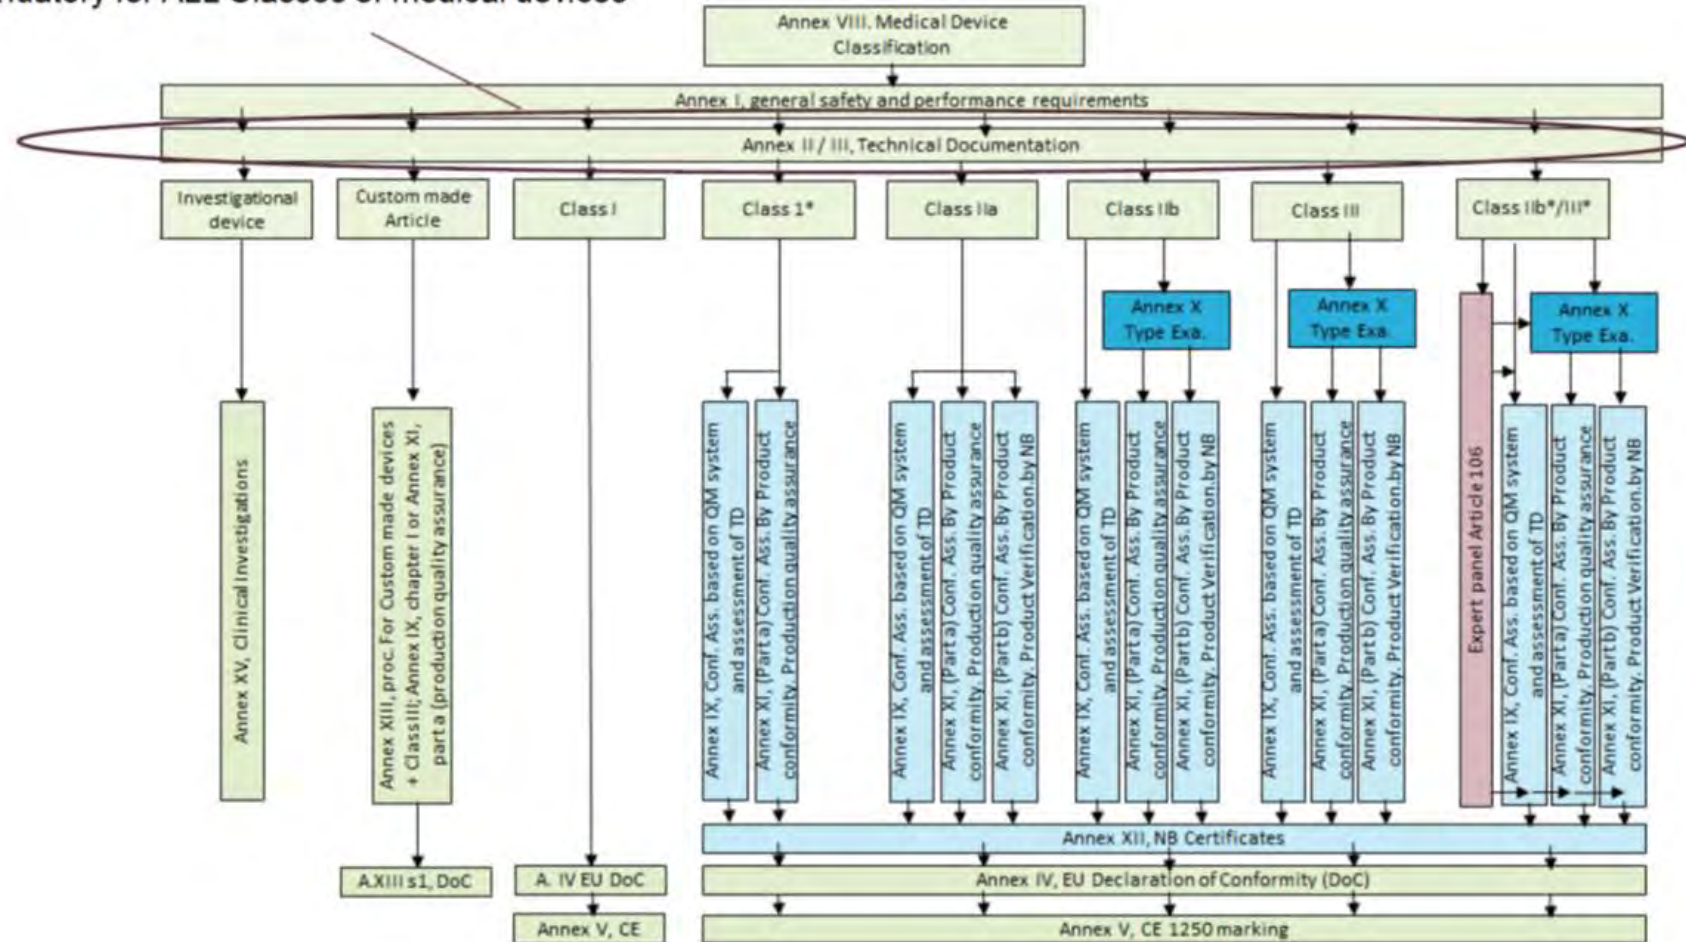 Mandatory for ALL Classes of medical devices
Annex VIII. Medical Device
Classification
Annex I, general safety and performance requirements
Annex II / III, Technical Documentation
Investigational
device
Custom made
Article
Class I
Class 1*
Class IIa
Class IIb
Class III
Class IIb*/III*
Annex X
Type Exa.
Annex X
Type Exa.
Annex X
Type Exa.
Annex XV, Clinical Investigations
Annex XIII, proc. For Custom made devices
+ Class III; Annex IX, chapter I or Annex XI,
part a (production quality assurance)
Annex IX, Conf. Ass. based on QM system
and assessment of TD
Annex XI, (Part a) Conf. Ass. By Product
conformity. Production quality assurance
Annex IX, Conf. Ass. based on QM system
and assessment of TD
Annex XI, (Part a) Conf. Ass. By Product
conformity. Production quality assurance
Annex XI, (Part b) Conf. Ass. By Product
conformity. Product Verification.by NB
Annex IX, Conf. Ass. based on QM system
and assessment of TD
Annex XI, (Part a) Conf. Ass. By Product
conformity. Production quality assurance
Annex XI, (Part b) Conf. Ass. By Product
conformity. Product Verification.by NB
Annex IX, Conf. Ass. based on QM system
and assessment of TD
Annex XI, (Part a) Conf. Ass. By Product
conformity. Production quality assurance
Annex XI, (Part b) Conf. Ass. By Product
conformity. Product Verification.by NB
Expert panel Article 106
Annex IX, Conf. Ass. based on QM system
and assessment of TD
Annex XI, (Part a) Conf. Ass. By Product
conformity. Production quality assurance
Annex XI, (Part b) Conf. Ass. By Product
conformity. Product Verification.by NB
Annex XII, NB Certificates
A.XIII s1, DoC
A. IV EU DoC
Annex IV, EU Declaration of Conformity (DoC)
Annex V, CE
Annex V, CE 1250 marking